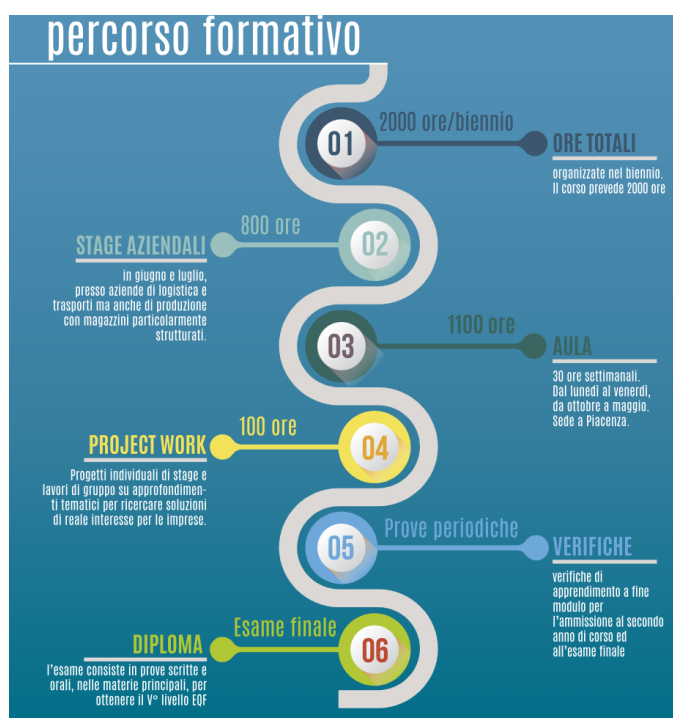 percorso formativo
01
2000 ore/biennio
ORE TOTALI
organizzate nel biennio.
Il corso prevede 2000 ore
800 ore
02
STAGE AZIENDALI
in giugno e luglio,
presso aziende di logistica e
trasporti ma anche di produzione
con magazzini particolarmente
strutturati.
03
1100 ore
AULA
30 ore settimanali.
Dal lunedì al venerdì,
da ottobre a maggio.
Sede a Piacenza.
100 ore
04
PROJECT WORK
Progetti individuali di stage e
lavori di gruppo su approfondimen-
ti tematici per ricercare soluzioni
di reale interesse per le imprese.
05
Prove periodiche
VERIFICHE
verifiche di
apprendimento a fine
modulo per
l'ammissione al secondo
anno di corso ed
all'esame finale
Esame finale
06
DIPLOMA
l'esame consiste in prove scritte e
orali, nelle materie principali, per
ottenere il V° livello EQF